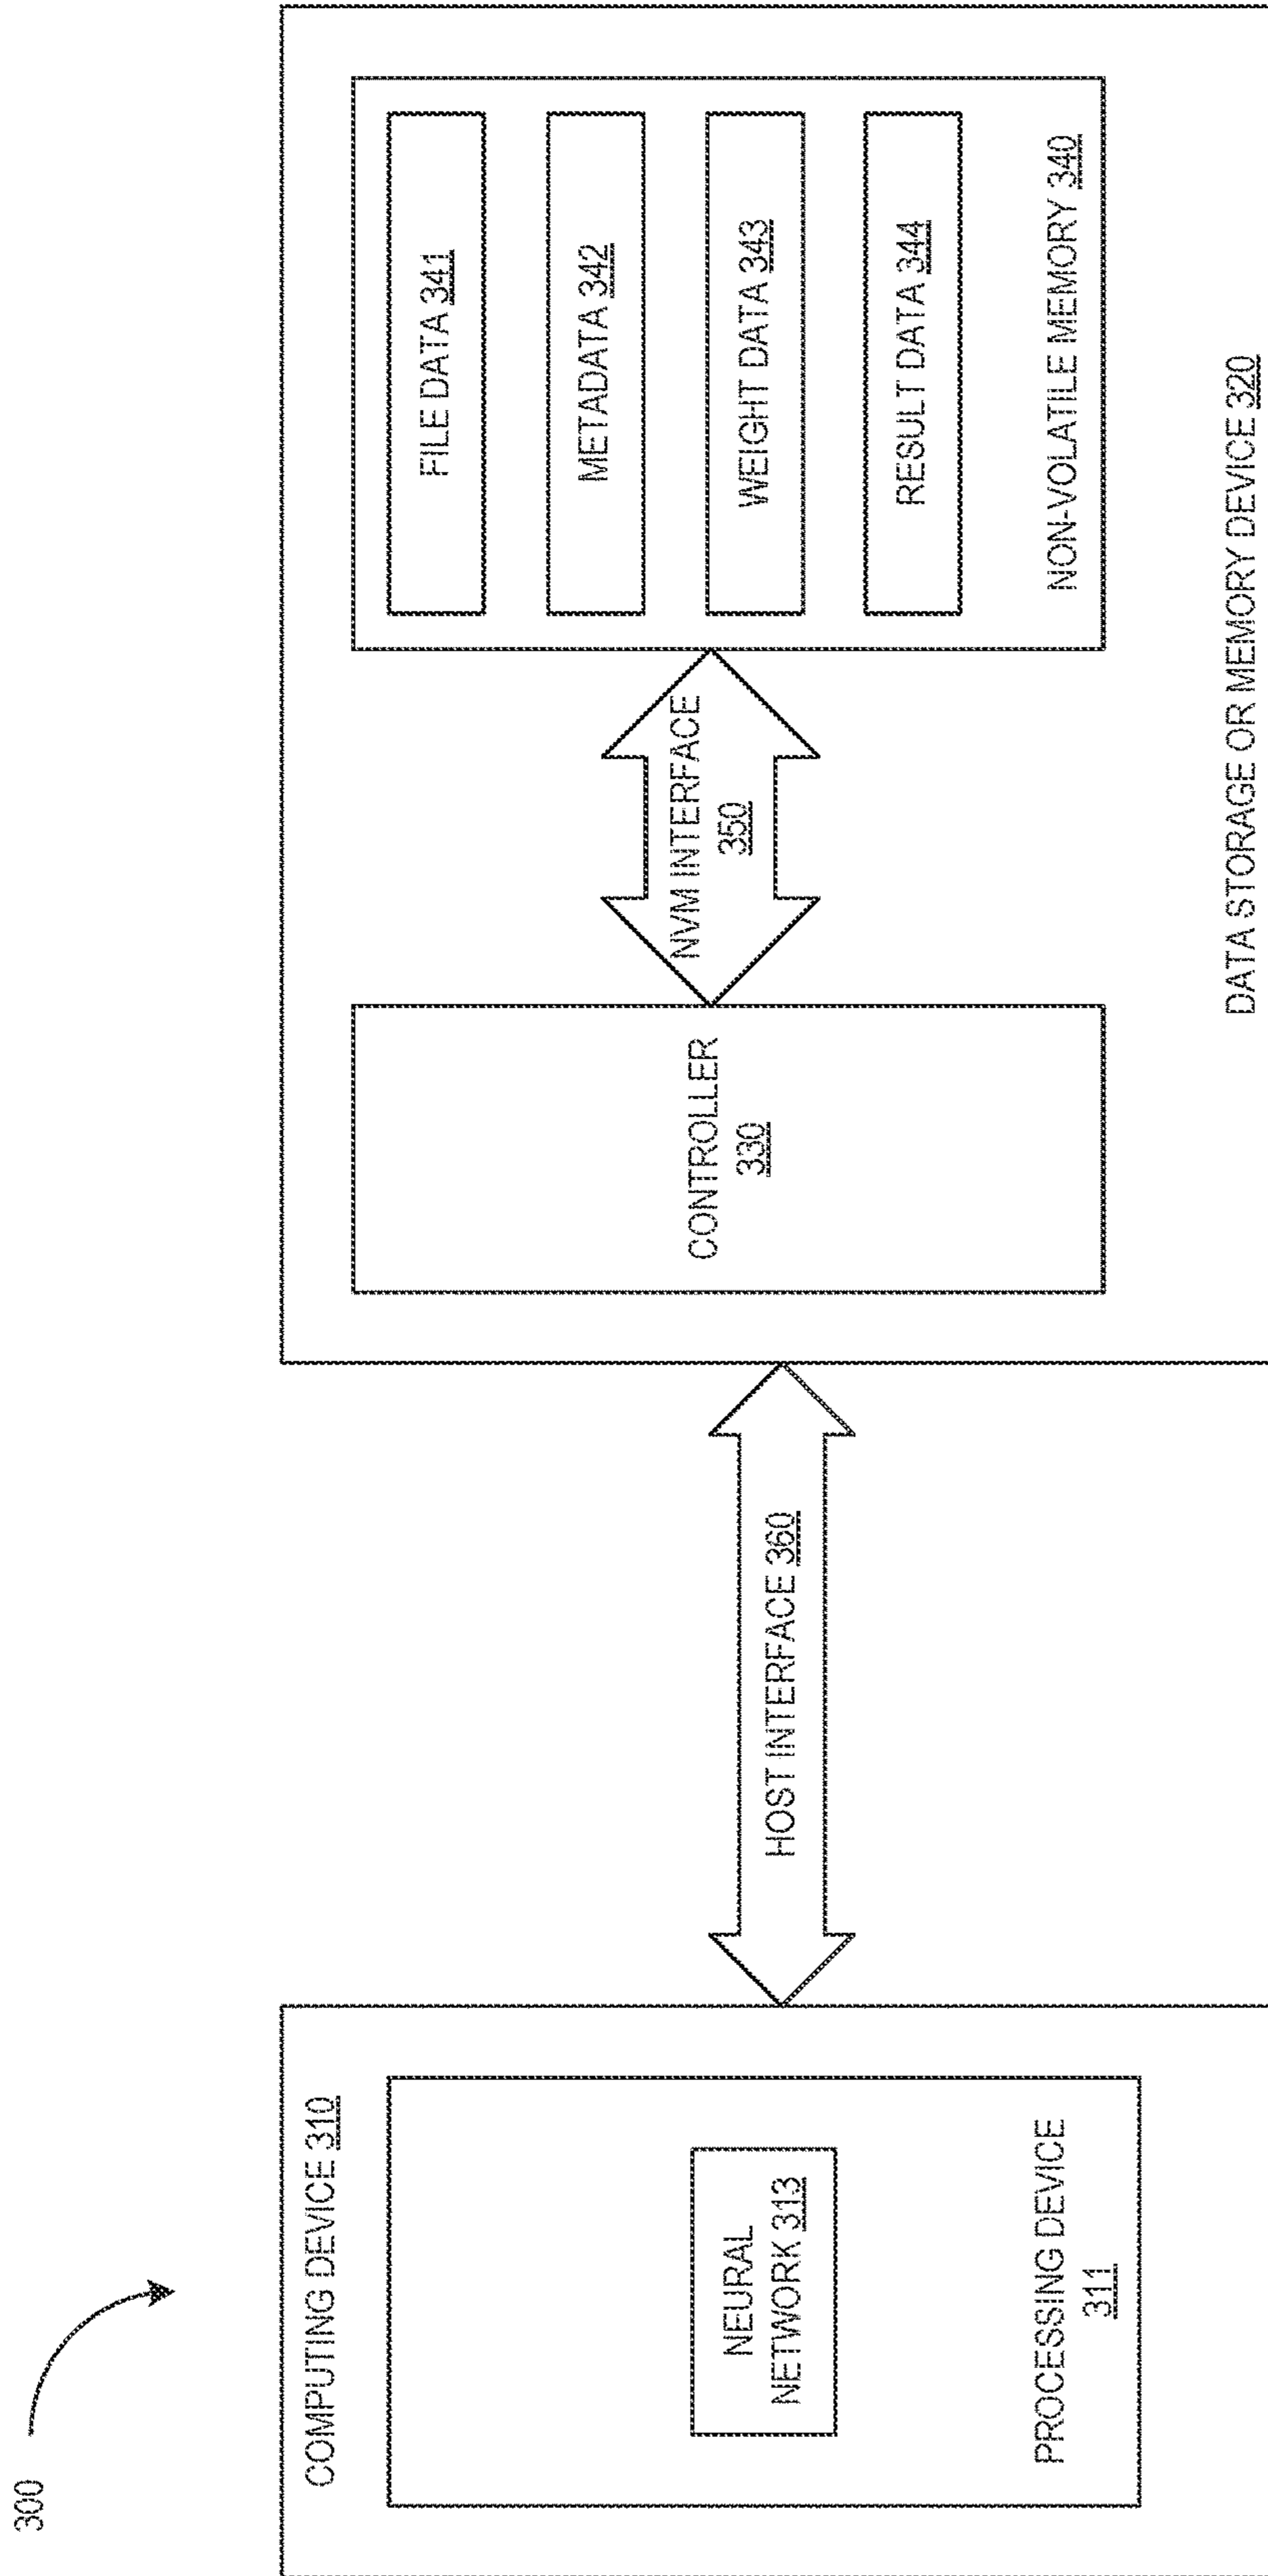 300
COMPUTING DEVICE 310
NEURAL
NETWORK 313
PROCESSING DEVICE
311
HOST INTERFACE 360
CONTROLLER
330
NVM INTERFACE
350
FILE DATA 341
METADATA 342
WEIGHT DATA 343
RESULT DATA 344
NON-VOLATILE MEMORY 340
DATA STORAGE OR MEMORY DEVICE 320